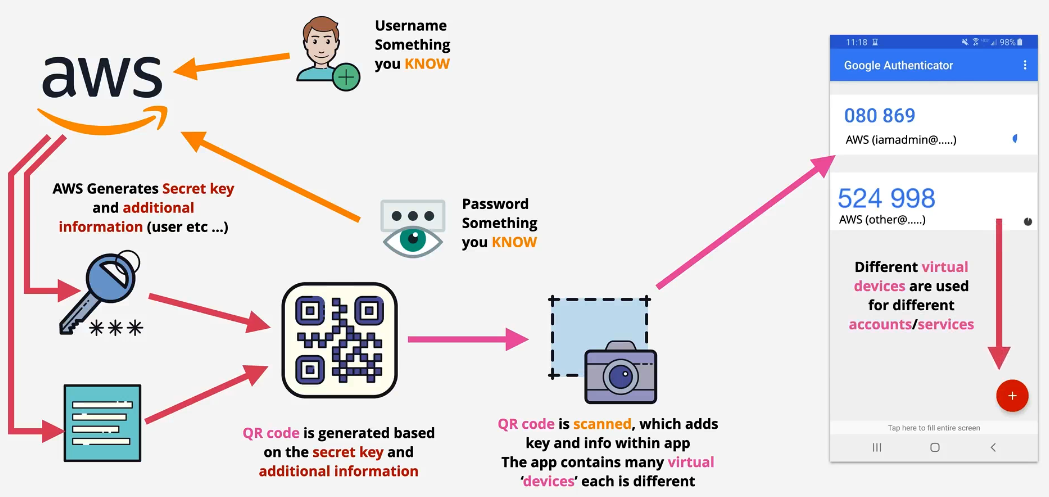 aws
Username
Something
you KNOW
AWS Generates Secret key
and additional
information (user etc ...)
Password
Something
you KNOW
***
QR code is generated based
on the secret key and
additional information
QR code is scanned, which adds
key and info within app
The app contains many virtual
‘devices’ each is different
11:18 98%
Google Authenticator
080 869
AWS (iamadmin@.....)
524 998
AWS (other@.....)
Different virtual
devices are used
for different
accounts/services
+
Tap here to fill entire screen